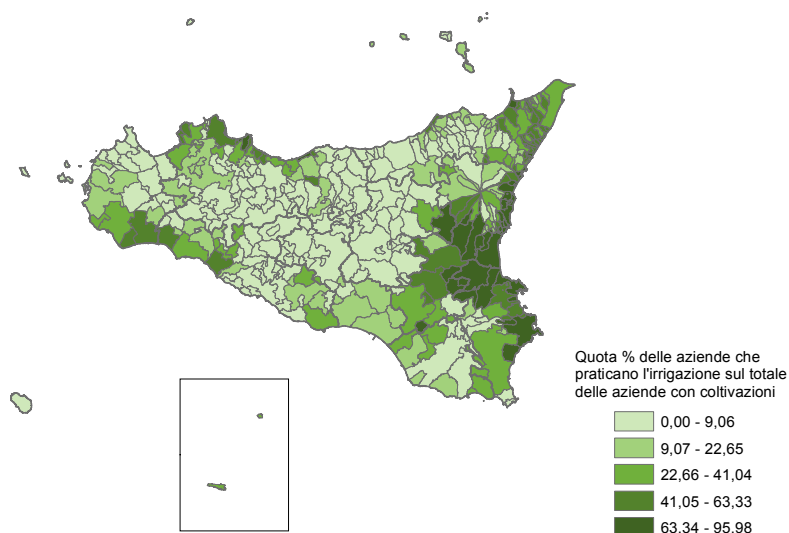 Quota % delle aziende che
praticano l'irrigazione sul totale
delle aziende con coltivazioni
0,00 - 9,06
9,07 - 22,65
22,66 - 41,04
41,05 - 63,33
63,34 - 95,98